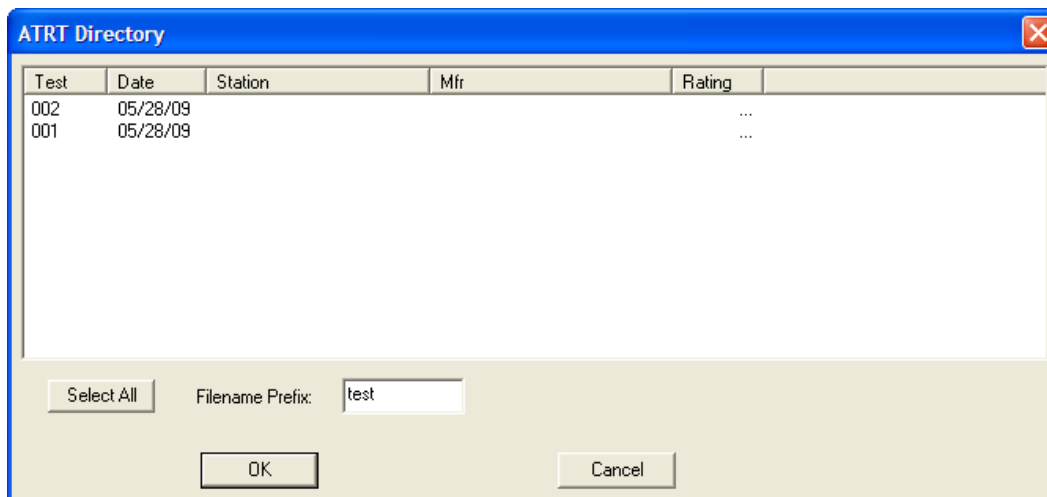 ATRT Directory
Test Date Station Mfr Rating
002 05/28/09 ...
001 05/28/09 ...
Select All Filename Prefix: test
OK Cancel